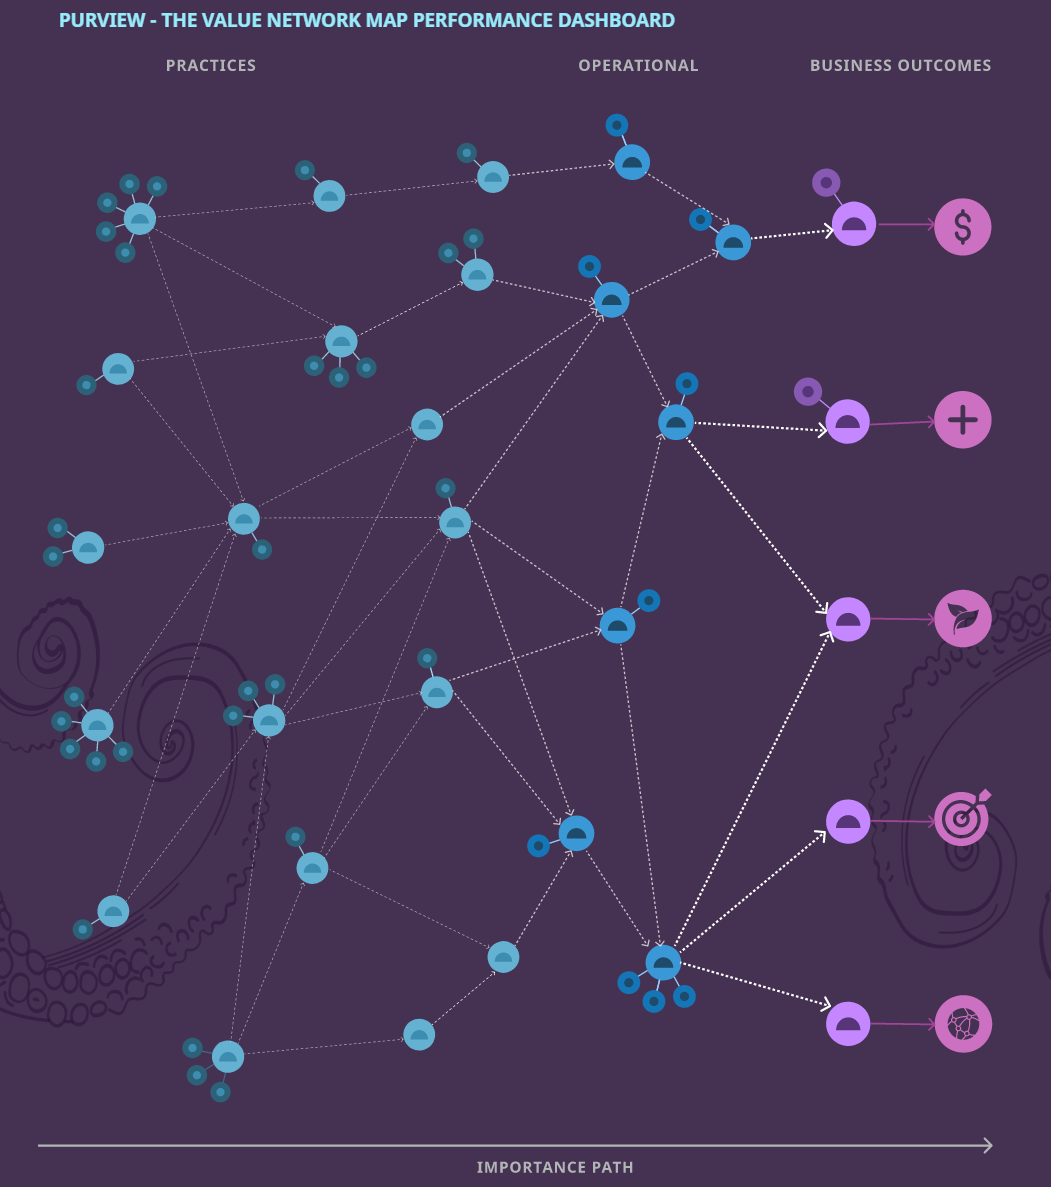 PURVIEW - THE VALUE NETWORK MAP PERFORMANCE DASHBOARD
PRACTICES OPERATIONAL BUSINESS OUTCOMES
$
IMPORTANCE PATH